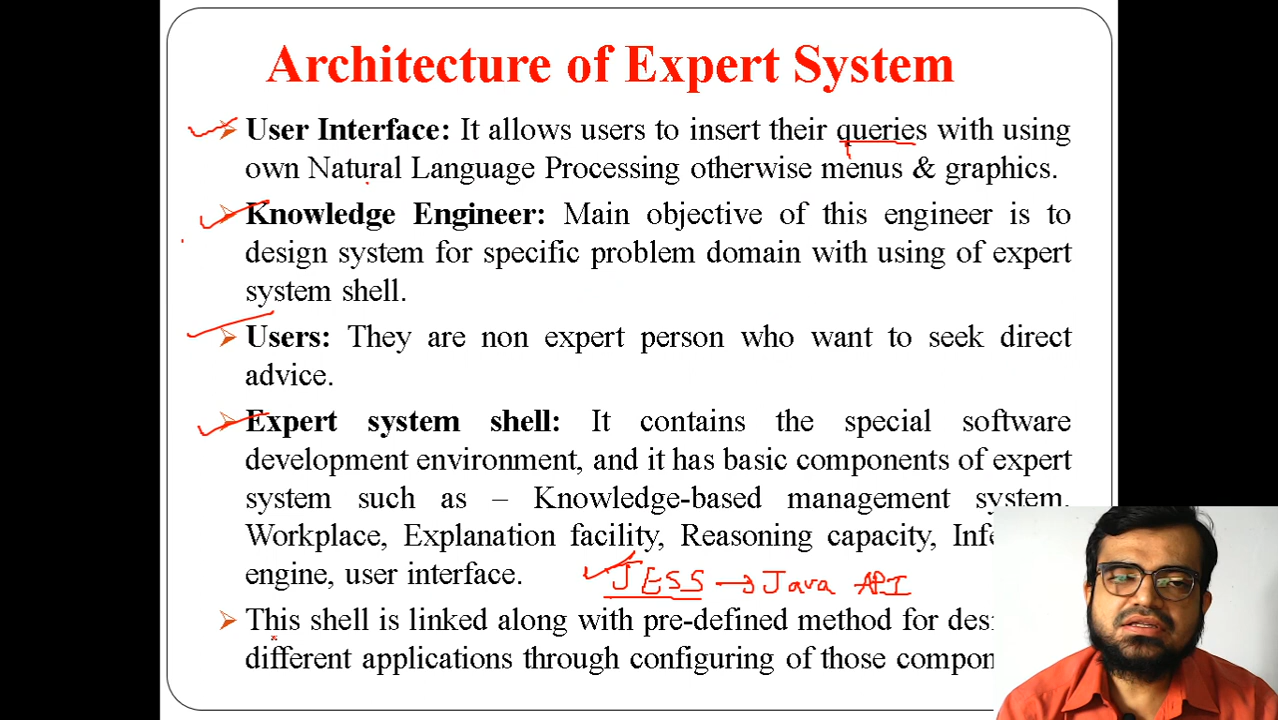 Architecture of Expert System
➢ User Interface: It allows users to insert their queries with using
own Natural Language Processing otherwise menus & graphics.
➢ Knowledge Engineer: Main objective of this engineer is to
design system for specific problem domain with using of expert
system shell.
➢ Users: They are non expert person who want to seek direct
advice.
➢ Expert system shell: It contains the special software
development environment, and it has basic components of expert
system such as – Knowledge-based management system,
Workplace, Explanation facility, Reasoning capacity,
engine, user interface.
JESS → Java API
➢ This shell is linked along with pre-defined method for
different applications through configuring of those